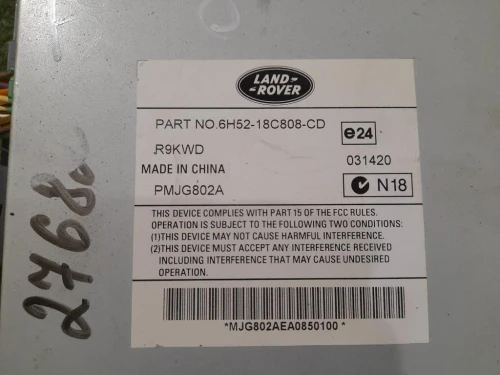 LAND-
ROVER
PART NO.6H52-18C808-CD
e24
R9KWD
031420
MADE IN CHINA
PMJG802A
N18
THIS DEVICE COMPLIES WITH PART 15 OF THE FCC RULES.
OPERATION IS SUBJECT TO THE FOLLOWING TWO CONDITIONS:
(1)THIS DEVICE MAY NOT CAUSE HARMFUL INTERFERENCE.
(2)THIS DEVICE MUST ACCEPT ANY INTERFERENCE RECEIVED
INCLUDING INTERFERENCE THAT MAY CAUSE UNDESIRED
OPERATION.
*MJG802AEA0850100*